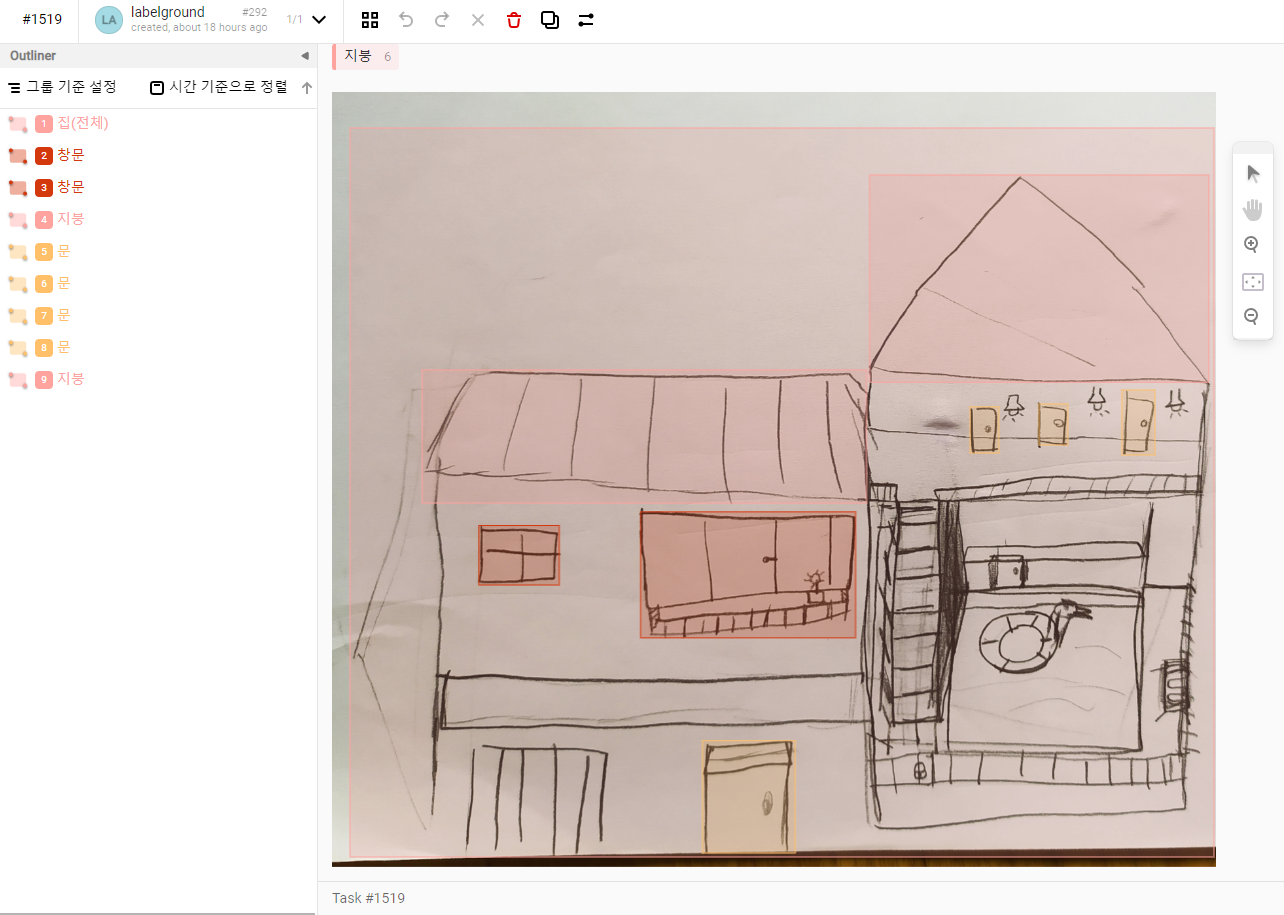 #1519
LA
labelground
#292
created, about 18 hours ago
1/1
Outliner
그룹 기준 설정
시간 기준으로 정렬
1 집(전체)
2 창문
3 창문
4 지붕
5 문
6 문
7 문
8 문
9 지붕
지붕 6
Task #1519